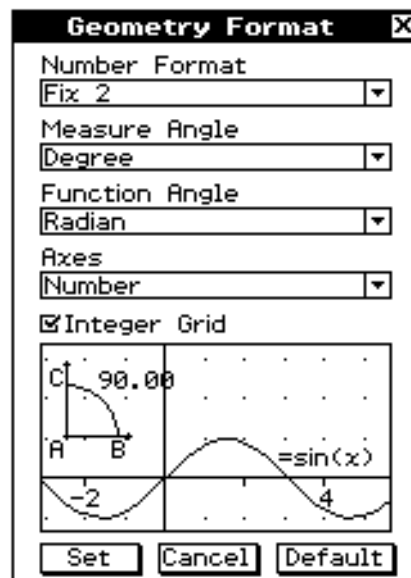 Geometry Format
Number Format
Fix 2
Measure Angle
Degree
Function Angle
Radian
Axes
Number
Integer Grid
C 90.00
A B
=sin(x)
-2 4
Set Cancel Default